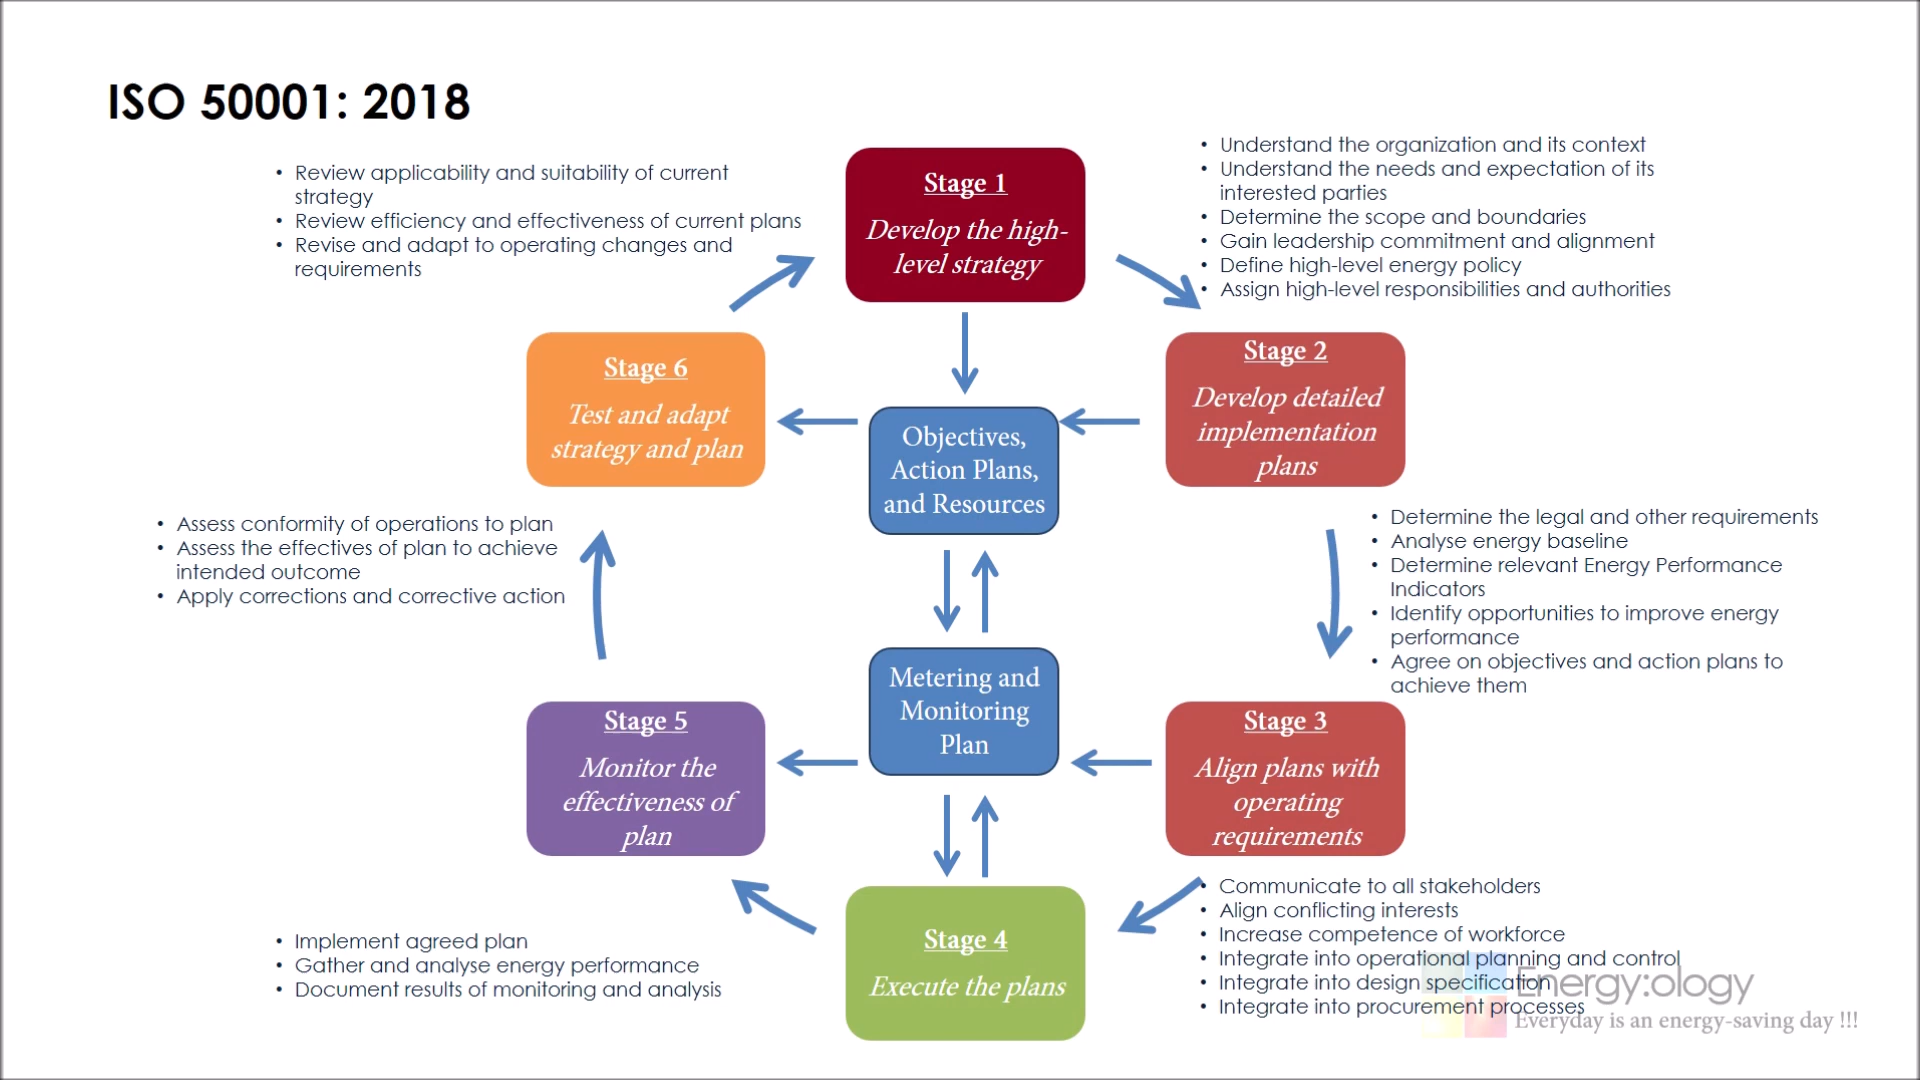 ISO 50001: 2018
• Review applicability and suitability of current
strategy
• Review efficiency and effectiveness of current plans
• Revise and adapt to operating changes and
requirements
Stage 1
Develop the high-
level strategy
• Understand the organization and its context
• Understand the needs and expectation of its
interested parties
• Determine the scope and boundaries
• Gain leadership commitment and alignment
• Define high-level energy policy
• Assign high-level responsibilities and authorities
Stage 6
Test and adapt
strategy and plan
Objectives,
Action Plans,
and Resources
Stage 2
Develop detailed
implementation
plans
• Assess conformity of operations to plan
• Assess the effectives of plan to achieve
intended outcome
• Apply corrections and corrective action
• Determine the legal and other requirements
• Analyse energy baseline
• Determine relevant Energy Performance
Indicators
• Identify opportunities to improve energy
performance
• Agree on objectives and action plans to
achieve them
Stage 5
Monitor the
effectiveness of
plan
Metering and
Monitoring
Plan
Stage 3
Align plans with
operating
requirements
• Implement agreed plan
• Gather and analyse energy performance
• Document results of monitoring and analysis
Stage 4
Execute the plans
• Communicate to all stakeholders
• Align conflicting interests
• Increase competence of workforce
• Integrate into operational planning and control
• Integrate into design specification
• Integrate into procurement processes
Energy:ology
Everyday is an energy-saving day !!!